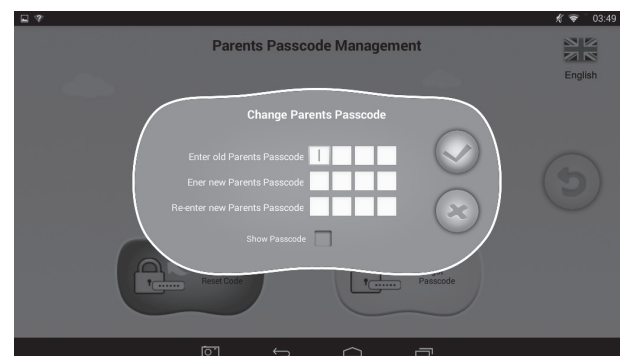 03:49
Parents Passcode Management
English
Change Parents Passcode
Enter old Parents Passcode
Ener new Parents Passcode
Re-enter new Parents Passcode
Show Passcode
Reset Code
Passcode